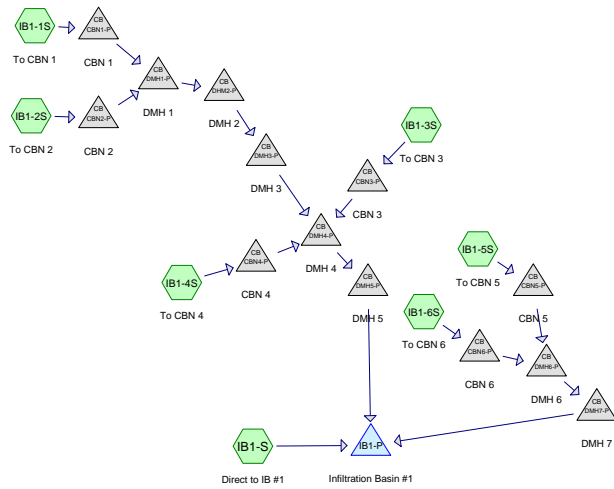 IB1-1S
CB
CBN1-P
To CBN 1
CBN 1
CB
DMH1-P
DMH 1
CB
DHM2-P
DMH 2
IB1-2S
CB
CBN2-P
To CBN 2
CBN 2
CB
DMH3-P
DMH 3
IB1-3S
To CBN 3
CB
CBN3-P
CBN 3
CB
DMH4-P
DMH 4
CB
CBN4-P
CBN 4
IB1-4S
To CBN 4
CB
DMH5-P
DMH 5
IB1-5S
To CBN 5
CB
CBN5-P
CBN 5
IB1-6S
To CBN 6
CB
CBN6-P
CBN 6
CB
DMH6-P
DMH 6
CB
DMH7-P
DMH 7
IB1-S
Direct to IB #1
IB1-P
Infiltration Basin #1